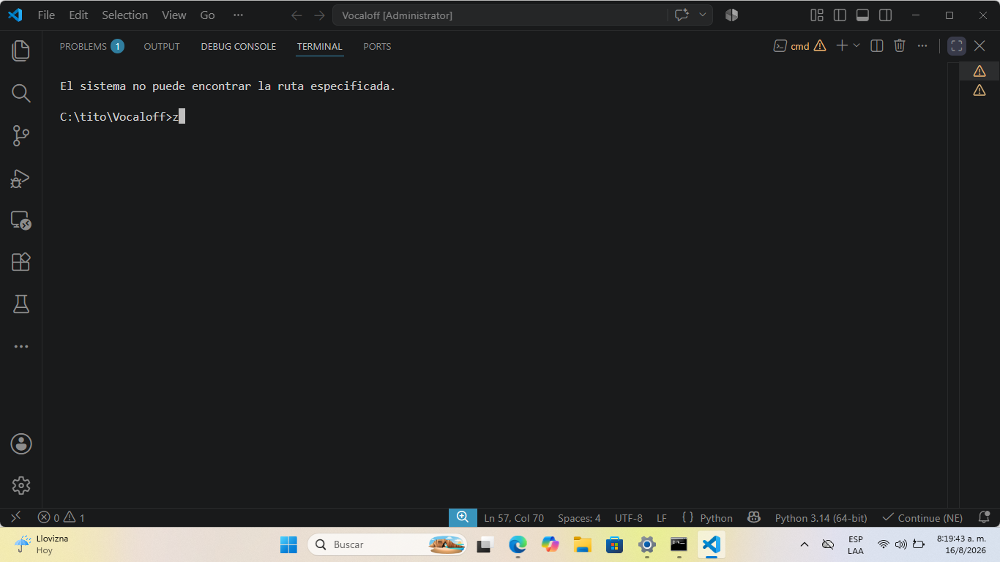 File Edit Selection View Go ··· Vocaloff [Administrator]
PROBLEMS 1 OUTPUT DEBUG CONSOLE TERMINAL PORTS cmd
El sistema no puede encontrar la ruta especificada.
C:\tito\Vocaloff>z
0 1 Ln 57, Col 70 Spaces: 4 UTF-8 LF { } Python Python 3.14 (64-bit) Continue (NE)
Llovizna
Hoy
Buscar
ESP
LAA
8:19:43 a. m.
16/8/2026